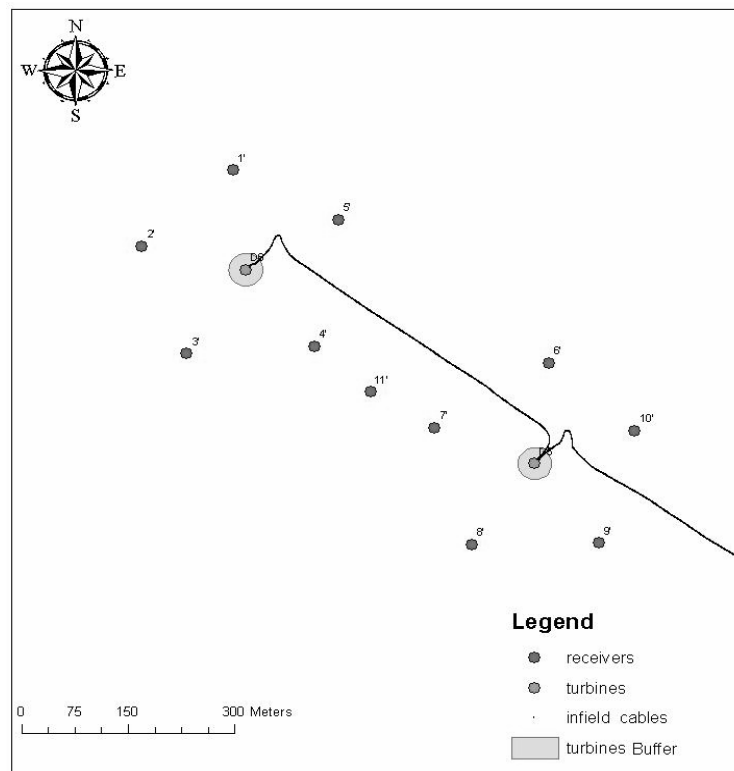 N
W E
S
1'
5'
2'
D6
3'
4'
11'
6'
7'
10'
8'
9'
Legend
receivers
turbines
infield cables
turbines Buffer
0 75 150 300 Meters